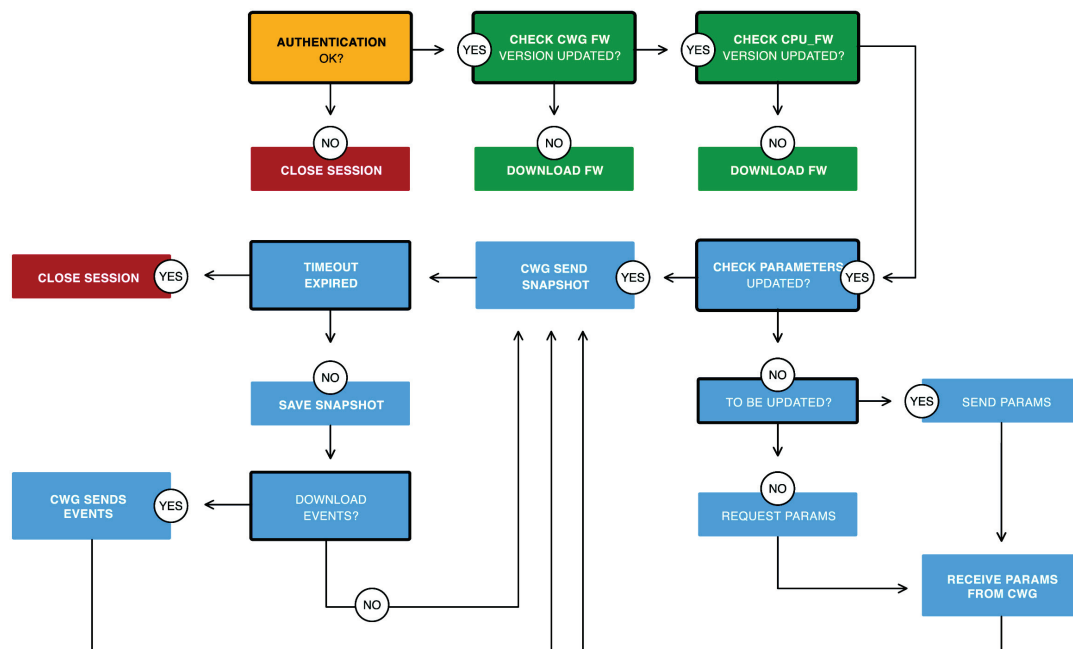 AUTHENTICATION
OK?
YES
CHECK CWG FW
VERSION UPDATED?
YES
CHECK CPU_FW
VERSION UPDATED?
NO
CLOSE SESSION
NO
DOWNLOAD FW
NO
DOWNLOAD FW
CLOSE SESSION
YES
TIMEOUT
EXPIRED
CWG SEND
SNAPSHOT
YES
CHECK PARAMETERS
UPDATED?
YES
NO
SAVE SNAPSHOT
NO
TO BE UPDATED?
YES
SEND PARAMS
CWG SENDS
EVENTS
YES
DOWNLOAD
EVENTS?
NO
REQUEST PARAMS
NO
RECEIVE PARAMS
FROM CWG